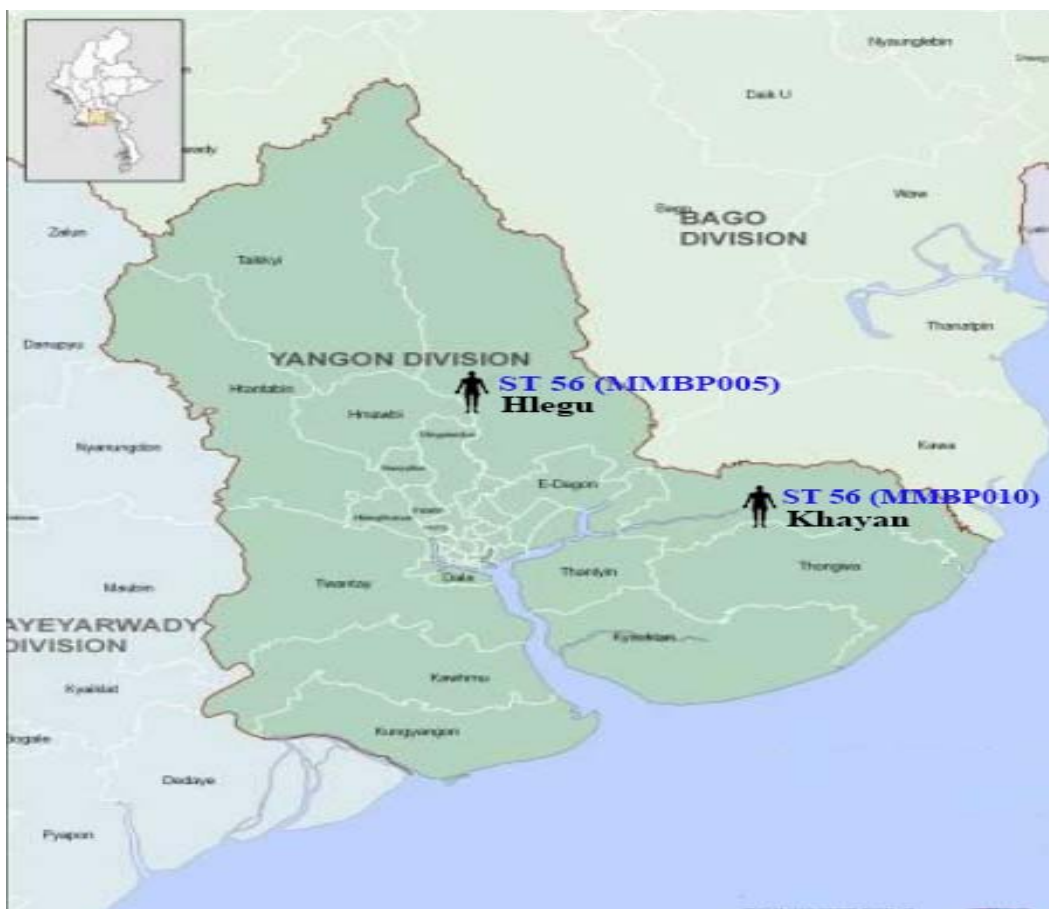 Nyaunglebin
Daik U
Waw
Bago
BAGO
DIVISION
Zalun
Taikkyi
Thanatpin
Danupyu
YANGON DIVISION
ST 56 (MMBP005)
Hlegu
Htantabin
Hmawbi
Nyaungdon
Kawa
E-Dagon
ST 56 (MMBP010)
Khayan
Dala
Thanlyin
Thongwa
Twantay
Maubin
AYEYARWADY
DIVISION
Kyauktan
Kyaiklat
Kawhmu
Kungyangon
Bogale
Dedaye
Pyapon